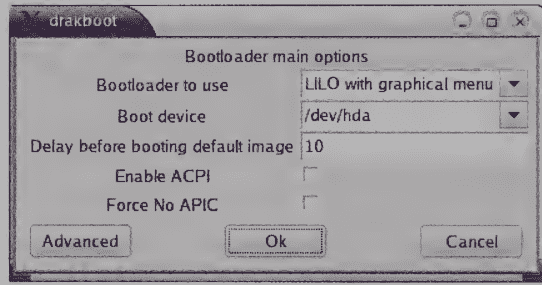 drakboot
Bootloader main options
Bootloader to use LILO with graphical menu
Boot device /dev/hda
Delay before booting default image 10
Enable ACPI
Force No APIC
Advanced Ok Cancel